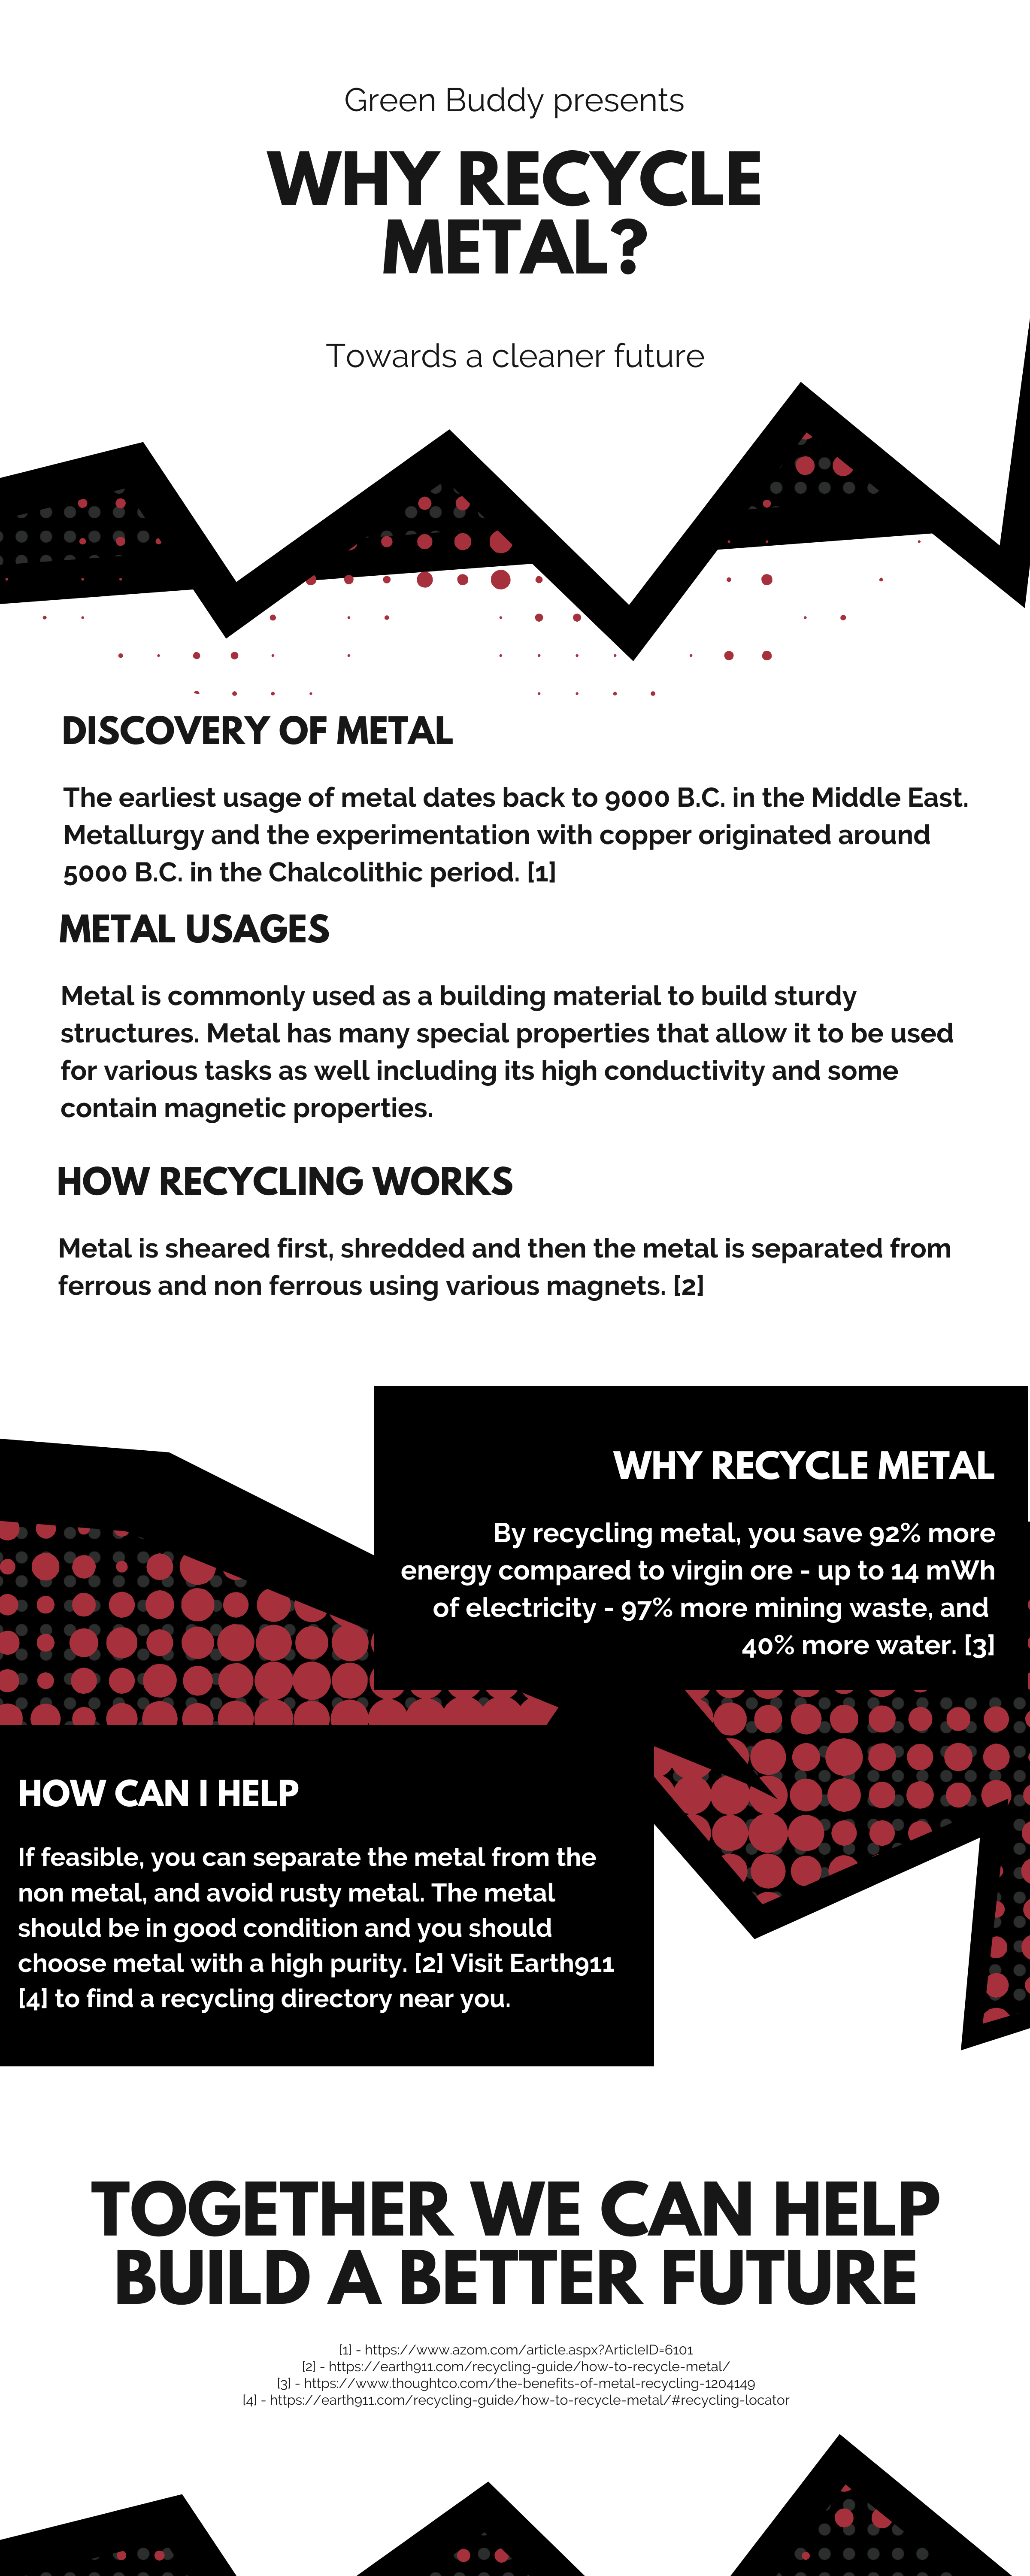 Green Buddy presents
WHY RECYCLE
METAL?
Towards a cleaner future
DISCOVERY OF METAL
The earliest usage of metal dates back to 9000 B.C. in the Middle East.
Metallurgy and the experimentation with copper originated around
5000 B.C. in the Chalcolithic period. [1]
METAL USAGES
Metal is commonly used as a building material to build sturdy
structures. Metal has many special properties that allow it to be used
for various tasks as well including its high conductivity and some
contain magnetic properties.
HOW RECYCLING WORKS
Metal is sheared first, shredded and then the metal is separated from
ferrous and non ferrous using various magnets. [2]
WHY RECYCLE METAL
By recycling metal, you save 92% more
energy compared to virgin ore - up to 14 mWh
of electricity - 97% more mining waste, and
40% more water. [3]
HOW CAN I HELP
If feasible, you can separate the metal from the
non metal, and avoid rusty metal. The metal
should be in good condition and you should
choose metal with a high purity. [2] Visit Earth911
[4] to find a recycling directory near you.
TOGETHER WE CAN HELP
BUILD A BETTER FUTURE
[1] - https://www.azom.com/article.aspx?ArticleID=6101
[2] - https://earth911.com/recycling-guide/how-to-recycle-metal/
[3] - https://www.thoughtco.com/the-benefits-of-metal-recycling-1204149
[4] - https://earth911.com/recycling-guide/how-to-recycle-metal/#recycling-locator